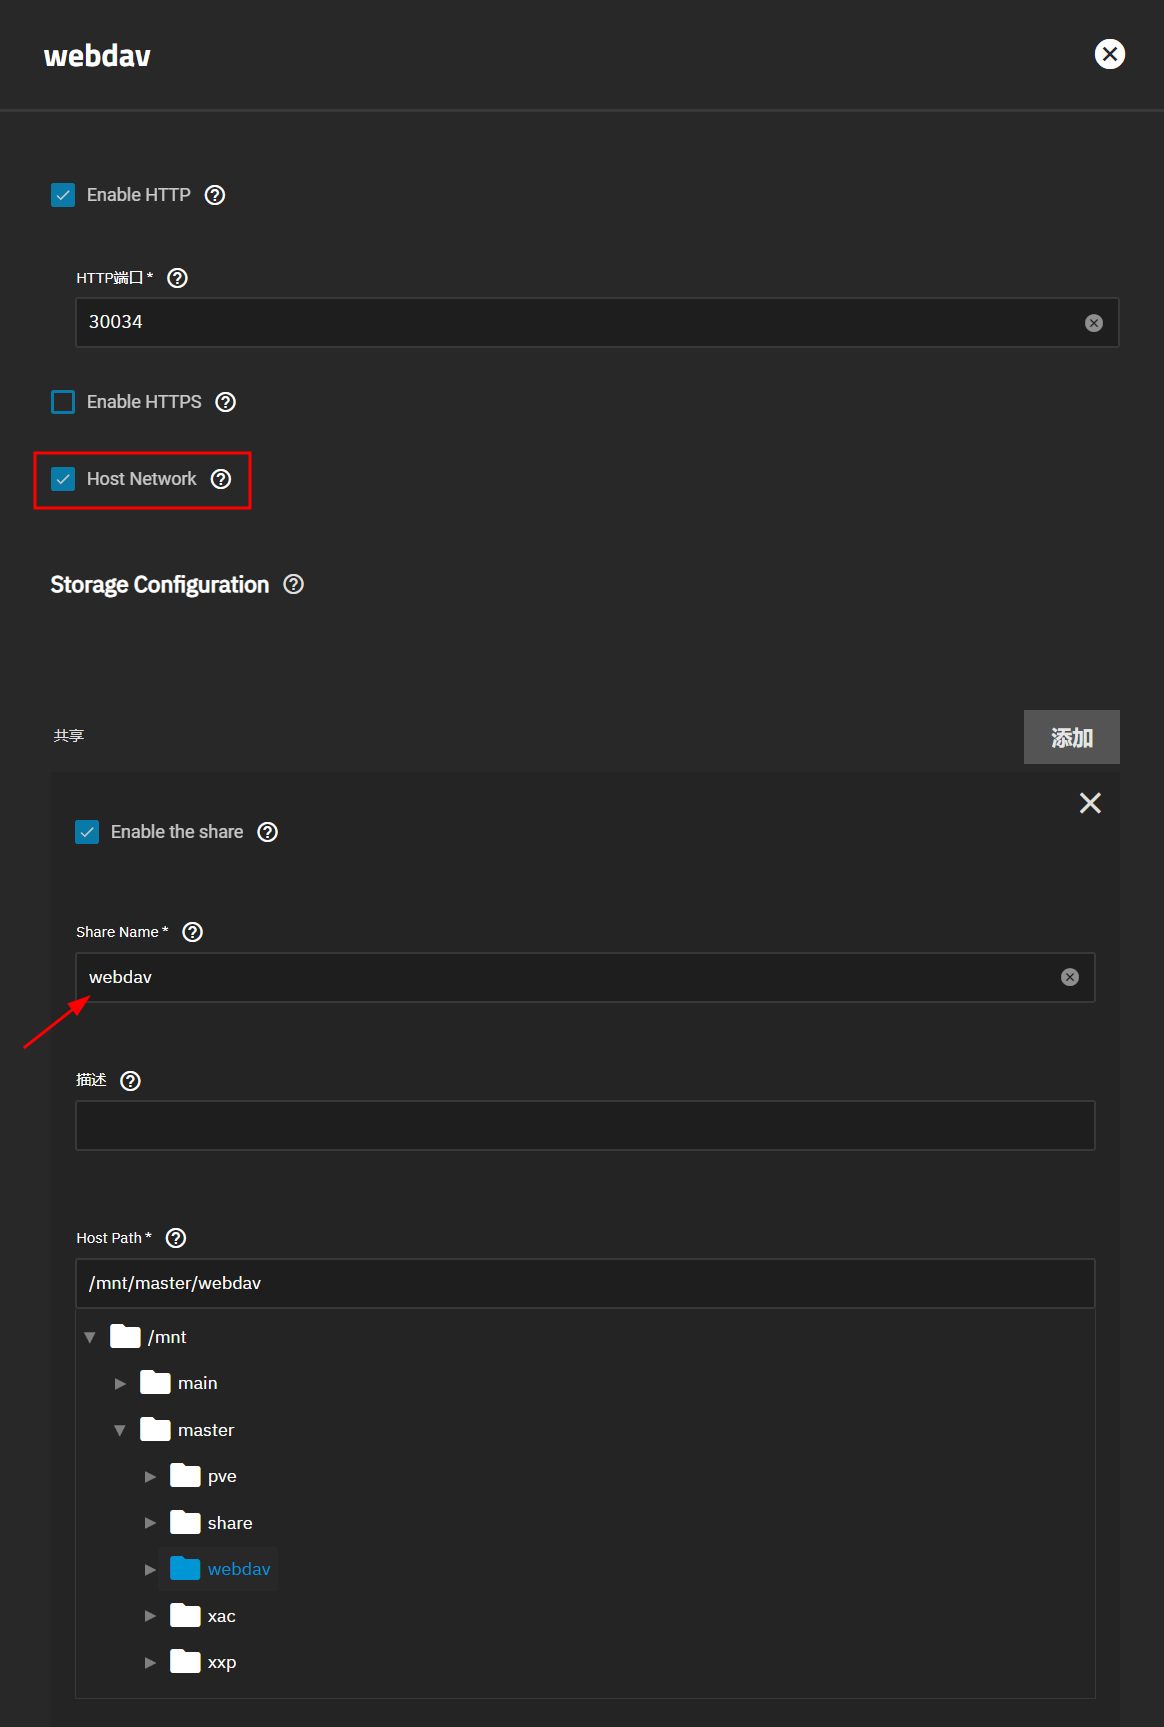 webdav
Enable HTTP
HTTP端口 *
30034
Enable HTTPS
Host Network
Storage Configuration
共享
添加
Enable the share
Share Name *
webdav
描述
Host Path *
/mnt/master/webdav
/mnt
main
master
pve
share
webdav
xac
xxp